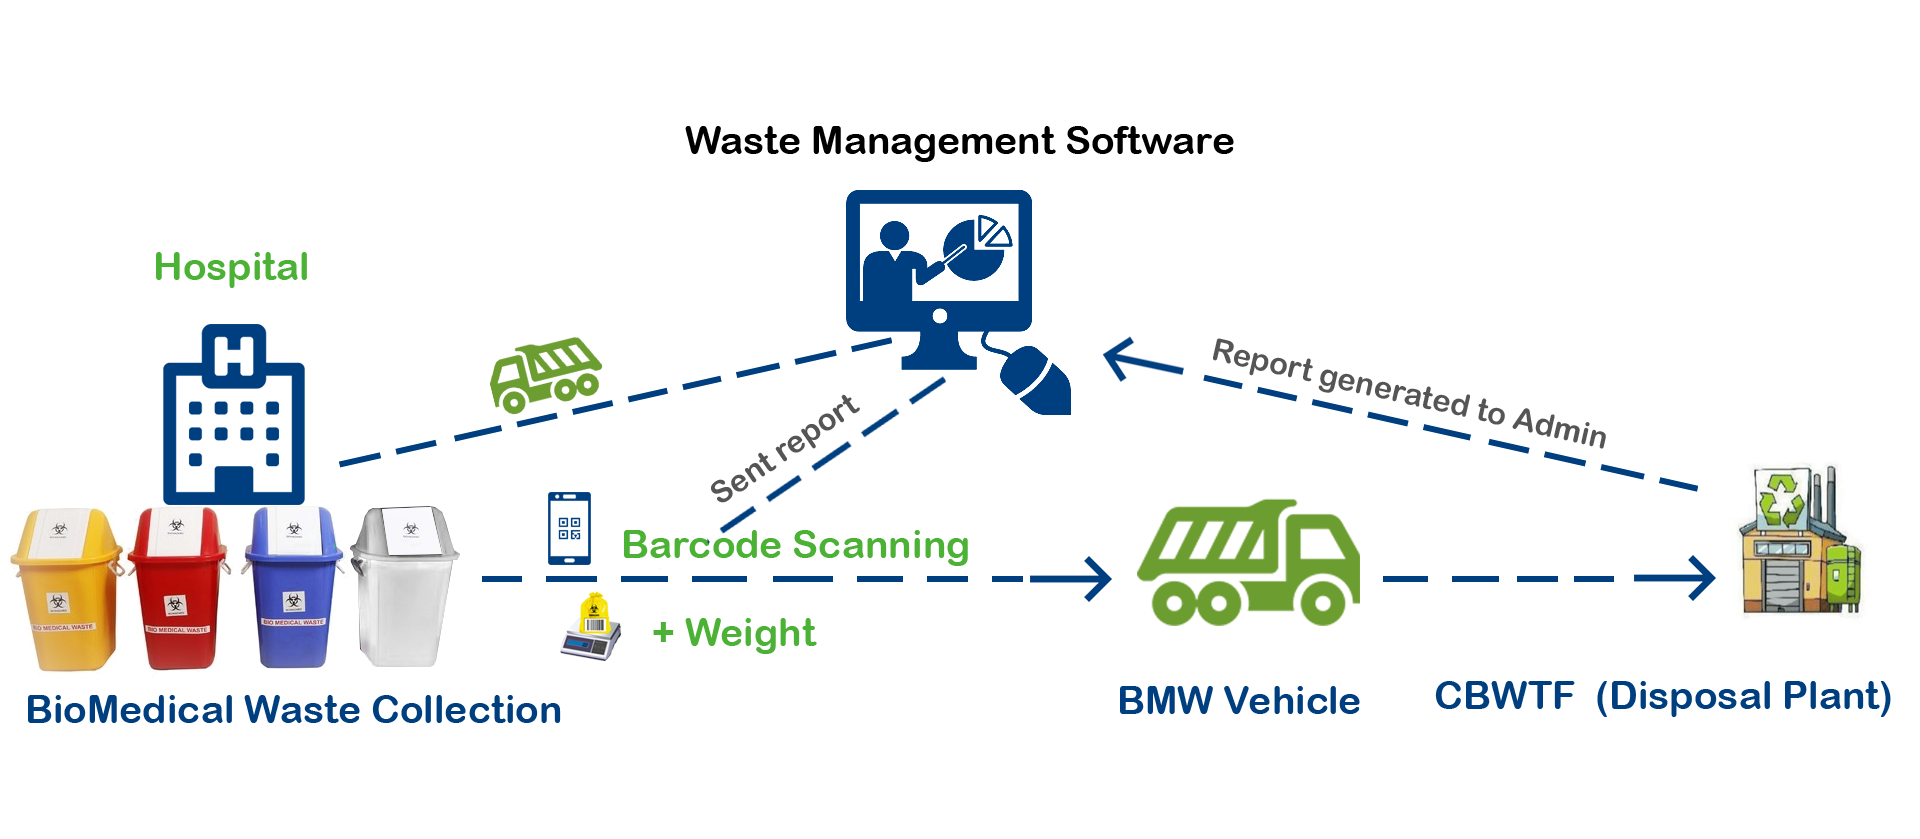 Waste Management Software
Hospital
H
Report generated to Admin
Sent report
Barcode Scanning
+ Weight
BIO MEDICAL WASTE
BIO MEDICAL WASTE
BIO MEDICAL WASTE
BioMedical Waste Collection
BMW Vehicle
CBWTF (Disposal Plant)